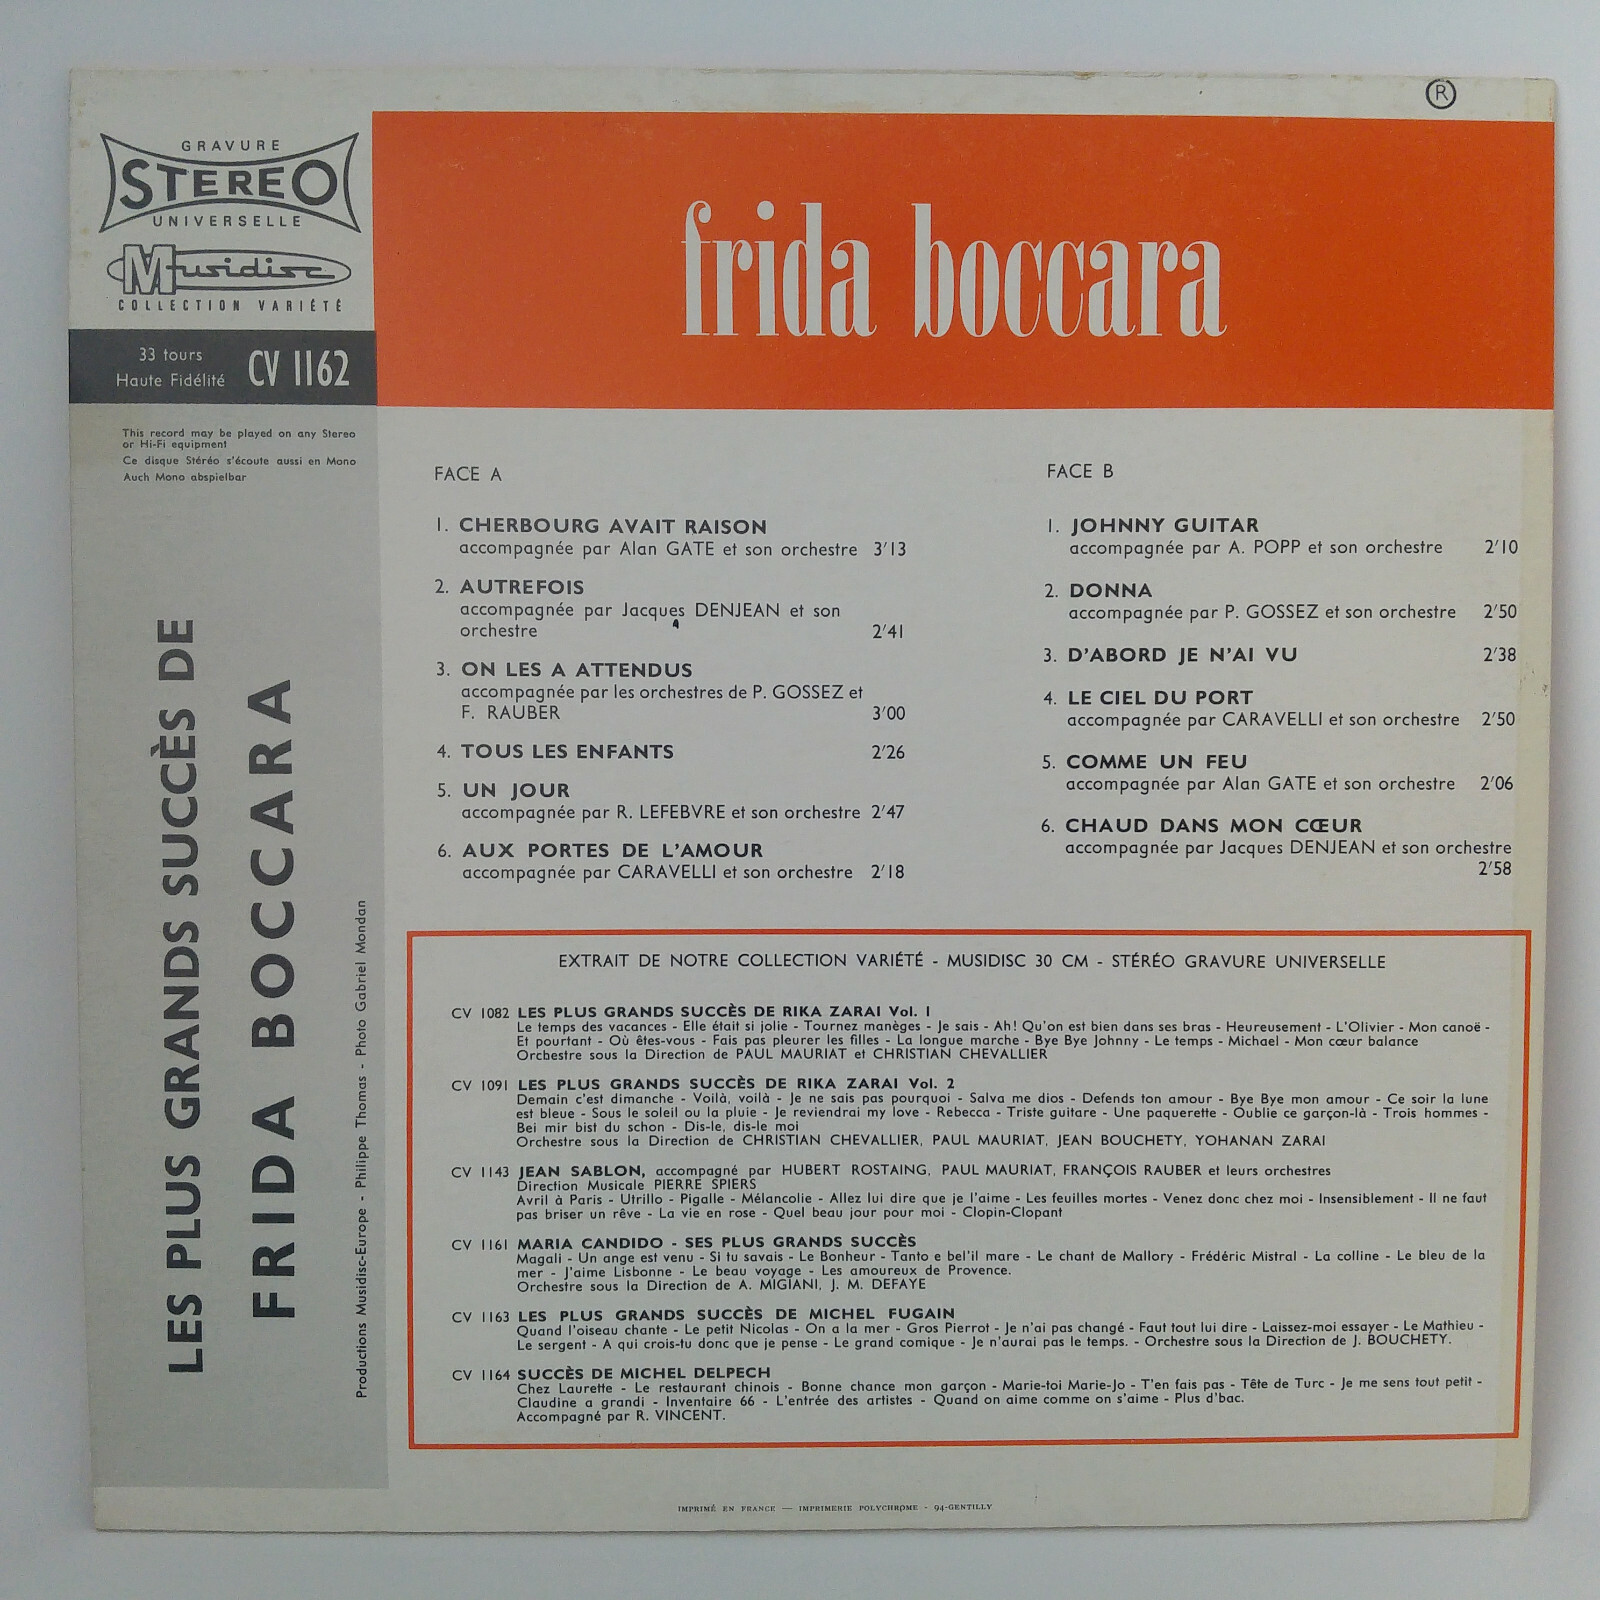 ®
GRAVURE
STEREO
UNIVERSELLE
Musidisc
COLLECTION VARIÉTÉ
33 tours
Haute Fidélité
CV 1162
This record may be played on any Stereo
or Hi-Fi equipment
Ce disque Stéréo s'écoute aussi en Mono
Auch Mono abspielbar
LES PLUS GRANDS SUCCÈS DE
FRIDA BOCCARA
Productions Musidisc-Europe - Philippe Thomas - Photo Gabriel Mondan
frida boccara
FACE A
1. CHERBOURG AVAIT RAISON
accompagnée par Alan GATE et son orchestre 3'13
2. AUTREFOIS
accompagnée par Jacques DENJEAN et son
orchestre 2'41
3. ON LES A ATTENDUS
accompagnée par les orchestres de P. GOSSEZ et
F. RAUBER 3'00
4. TOUS LES ENFANTS 2'26
5. UN JOUR
accompagnée par R. LEFEBVRE et son orchestre 2'47
6. AUX PORTES DE L'AMOUR
accompagnée par CARAVELLI et son orchestre 2'18
FACE B
1. JOHNNY GUITAR
accompagnée par A. POPP et son orchestre 2'10
2. DONNA
accompagnée par P. GOSSEZ et son orchestre 2'50
3. D'ABORD JE N'AI VU 2'38
4. LE CIEL DU PORT
accompagnée par CARAVELLI et son orchestre 2'50
5. COMME UN FEU
accompagnée par Alan GATE et son orchestre 2'06
6. CHAUD DANS MON CŒUR
accompagnée par Jacques DENJEAN et son orchestre
2'58
EXTRAIT DE NOTRE COLLECTION VARIÉTÉ - MUSIDISC 30 CM - STÉRÉO GRAVURE UNIVERSELLE
CV 1082 LES PLUS GRANDS SUCCÈS DE RIKA ZARAI Vol. 1
Le temps des vacances - Elle était si jolie - Tournez manèges - Je sais - Ah! Qu'on est bien dans ses bras - Heureusement - L'Olivier - Mon canoë -
Et pourtant - Où êtes-vous - Fais pas pleurer les filles - La longue marche - Bye Bye Johnny - Le temps - Michael - Mon cœur balance
Orchestre sous la Direction de PAUL MAURIAT et CHRISTIAN CHEVALLIER
CV 1091 LES PLUS GRANDS SUCCÈS DE RIKA ZARAI Vol. 2
Demain c'est dimanche - Voilà, voilà - Je ne sais pas pourquoi - Salva me dios - Defends ton amour - Bye Bye mon amour - Ce soir la lune
est bleue - Sous le soleil ou la pluie - Je reviendrai my love - Rebecca - Triste guitare - Une paquerette - Oublie ce garçon-là - Trois hommes -
Bei mir bist du schon - Dis-le, dis-le moi
Orchestre sous la Direction de CHRISTIAN CHEVALLIER, PAUL MAURIAT, JEAN BOUCHETY, YOHANAN ZARAI
CV 1143 JEAN SABLON, accompagné par HUBERT ROSTAING, PAUL MAURIAT, FRANÇOIS RAUBER et leurs orchestres
Direction Musicale PIERRE SPIERS
Avril à Paris - Utrillo - Pigalle - Mélancolie - Allez lui dire que je l'aime - Les feuilles mortes - Venez donc chez moi - Insensiblement - Il ne faut
pas briser un rêve - La vie en rose - Quel beau jour pour moi - Clopin-Clopant
CV 1161 MARIA CANDIDO - SES PLUS GRANDS SUCCÈS
Magali - Un ange est venu - Si tu savais - Le Bonheur - Tanto e bel'il mare - Le chant de Mallory - Frédéric Mistral - La colline - Le bleu de la
mer - J'aime Lisbonne - Le beau voyage - Les amoureux de Provence.
Orchestre sous la Direction de A. MIGIANI, J. M. DEFAYE
CV 1163 LES PLUS GRANDS SUCCÈS DE MICHEL FUGAIN
Quand l'oiseau chante - Le petit Nicolas - On a la mer - Gros Pierrot - Je n'ai pas changé - Faut tout lui dire - Laissez-moi essayer - Le Mathieu -
Le sergent - A qui crois-tu donc que je pense - Le grand comique - Je n'aurai pas le temps. - Orchestre sous la Direction de J. BOUCHETY.
CV 1164 SUCCÈS DE MICHEL DELPECH
Chez Laurette - Le restaurant chinois - Bonne chance mon garçon - Marie-toi Marie-Jo - T'en fais pas - Tête de Turc - Je me sens tout petit -
Claudine a grandi - Inventaire 66 - L'entrée des artistes - Quand on aime comme on s'aime - Plus d'bac.
Accompagné par R. VINCENT.
IMPRIMÉ EN FRANCE — IMPRIMERIE POLYCHROME - 94-GENTILLY